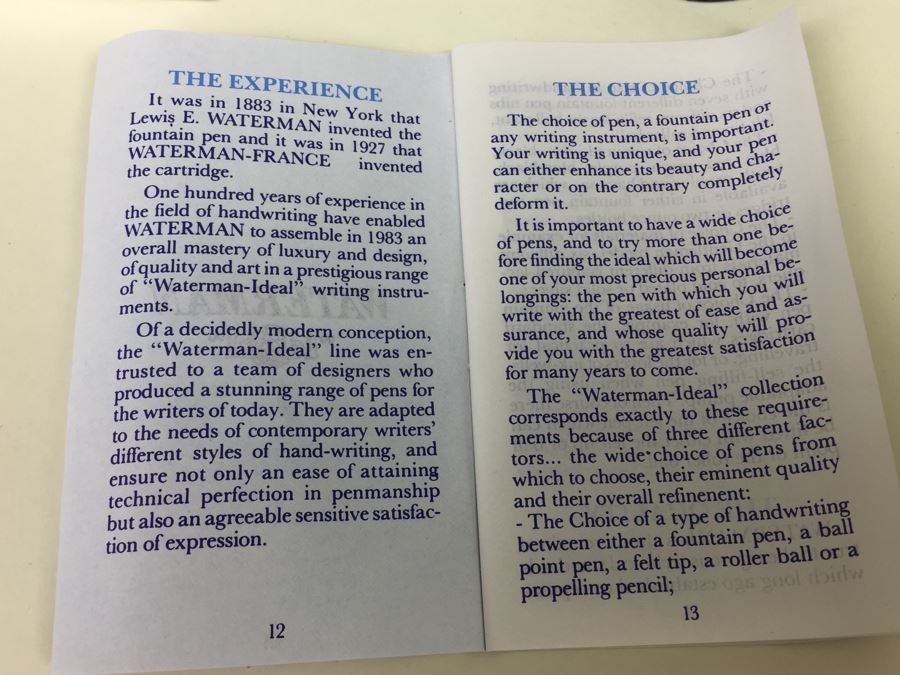 THE EXPERIENCE
It was in 1883 in New York that
Lewis E. WATERMAN invented the
fountain pen and it was in 1927 that
WATERMAN-FRANCE invented
the cartridge.
One hundred years of experience in
the field of handwriting have enabled
WATERMAN to assemble in 1983 an
overall mastery of luxury and design,
of quality and art in a prestigious range
of “Waterman-Ideal” writing instru-
ments.
Of a decidedly modern conception,
the “Waterman-Ideal” line was en-
trusted to a team of designers who
produced a stunning range of pens for
the writers of today. They are adapted
to the needs of contemporary writers’
different styles of hand-writing, and
ensure not only an ease of attaining
technical perfection in penmanship
but also an agreeable sensitive satisfac-
tion of expression.
12
THE CHOICE
The choice of pen, a fountain pen or
any writing instrument, is important.
Your writing is unique, and your pen
can either enhance its beauty and cha-
racter or on the contrary completely
deform it.
It is important to have a wide choice
of pens, and to try more than one be-
fore finding the ideal which will become
one of your most precious personal be-
longings: the pen with which you will
write with the greatest of ease and as-
surance, and whose quality will pro-
vide you with the greatest satisfaction
for many years to come.
The “Waterman-Ideal” collection
corresponds exactly to these require-
ments because of three different fac-
tors... the wide choice of pens from
which to choose, their eminent quality
and their overall refinenent:
- The Choice of a type of handwriting
between either a fountain pen, a ball
point pen, a felt tip, a roller ball or a
propelling pencil;
13